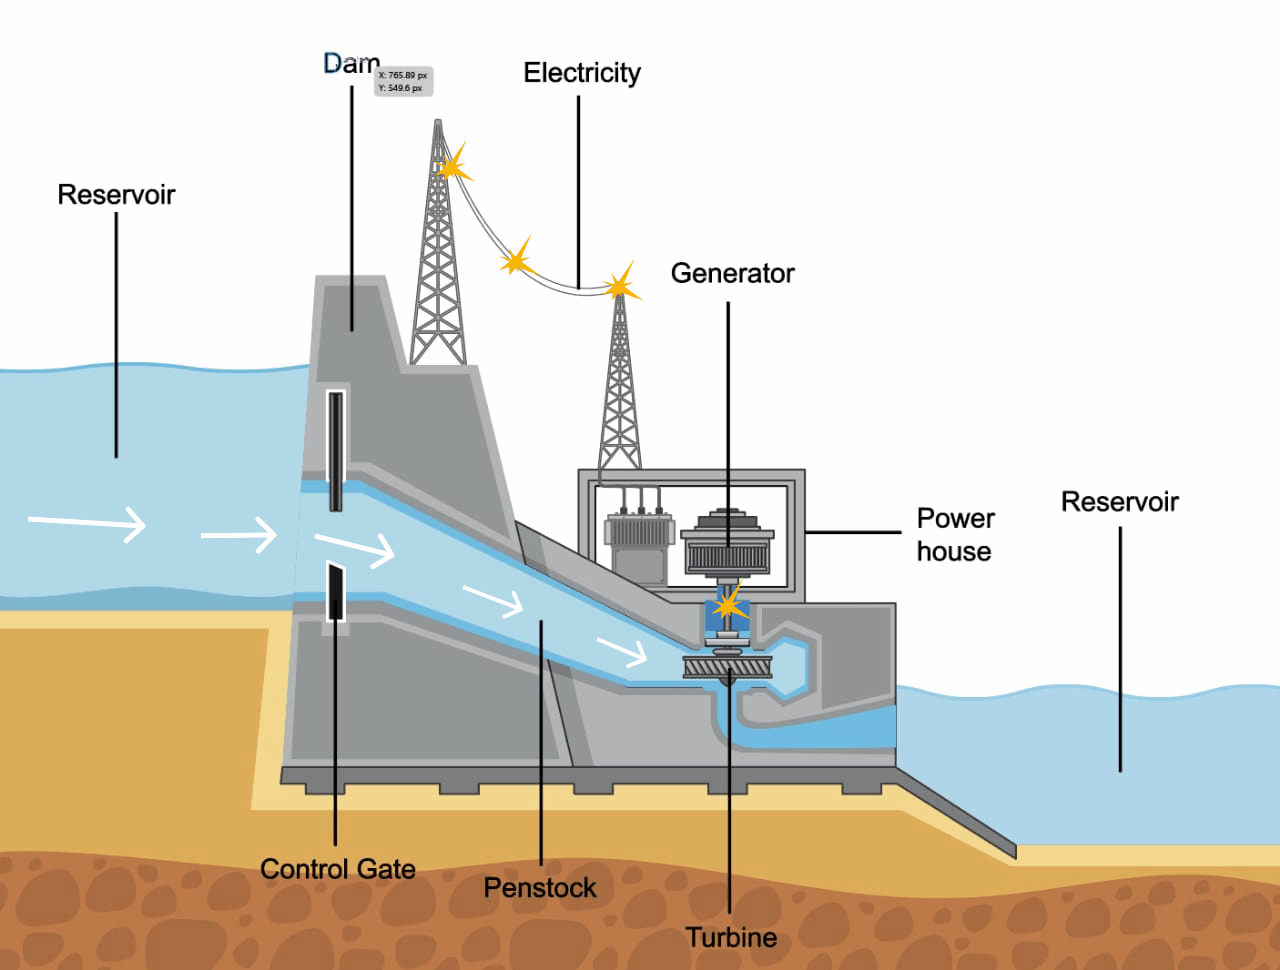 Dam
X: 765.89 px
Y: 549.6 px
Electricity
Reservoir
Generator
Reservoir
Power
house
Control Gate
Penstock
Turbine